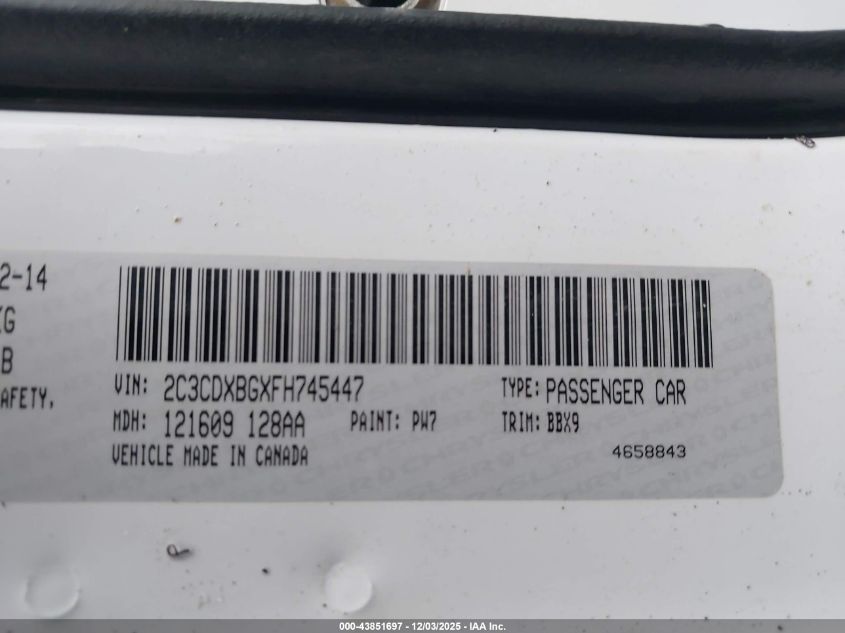 2-14
KG
B
AFETY,
VIN: 2C3CDXBGXFH745447 TYPE: PASSENGER CAR
MDH: 121609 128AA PAINT: PW7 TRIM: BBX9
VEHICLE MADE IN CANADA 4658843
000-43851697 - 12/03/2025 - IAA Inc.